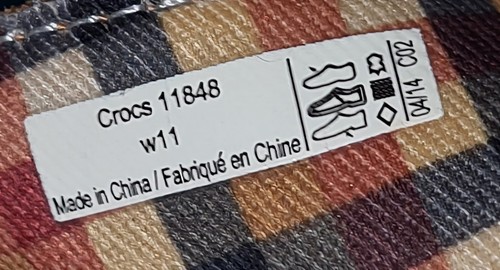 Crocs 11848
w11
Made in China / Fabriqué en Chine
04/14 C02